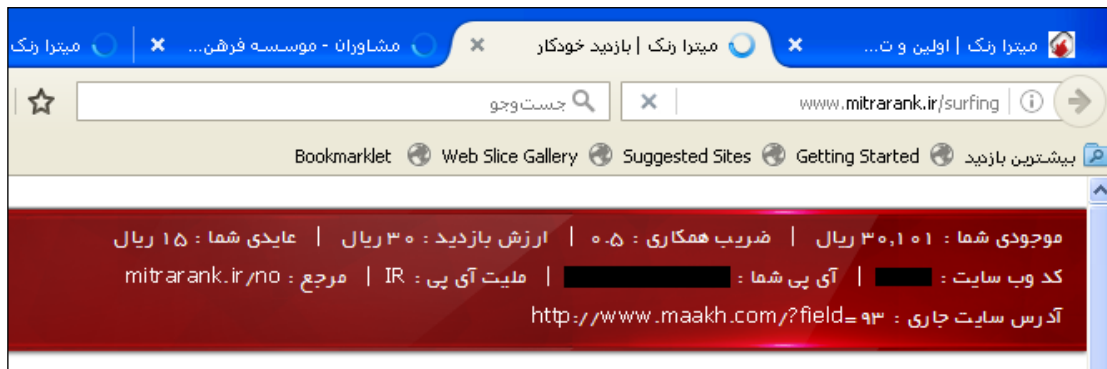 میترا رنک | اولین و ت...
میترا رنک | بازدید خودکار
مشاوران - موسسه فرهن...
میترا رنک
www.mitrarank.ir/surfing
جست‌وجو
بیشترین بازدید Getting Started Suggested Sites Web Slice Gallery Bookmarklet
موجودی شما : ۳۰,۱۰۱ ریال | ضریب همکاری : ۰.۵ | ارزش بازدید : ۳۰ ریال | عایدی شما : ۱۵ ریال
کد وب سایت : | آی پی شما : | ملیت آی پی : IR | مرجع : mitrarank.ir/no
آدرس سایت جاری : http://www.maakh.com/?field=۹۳